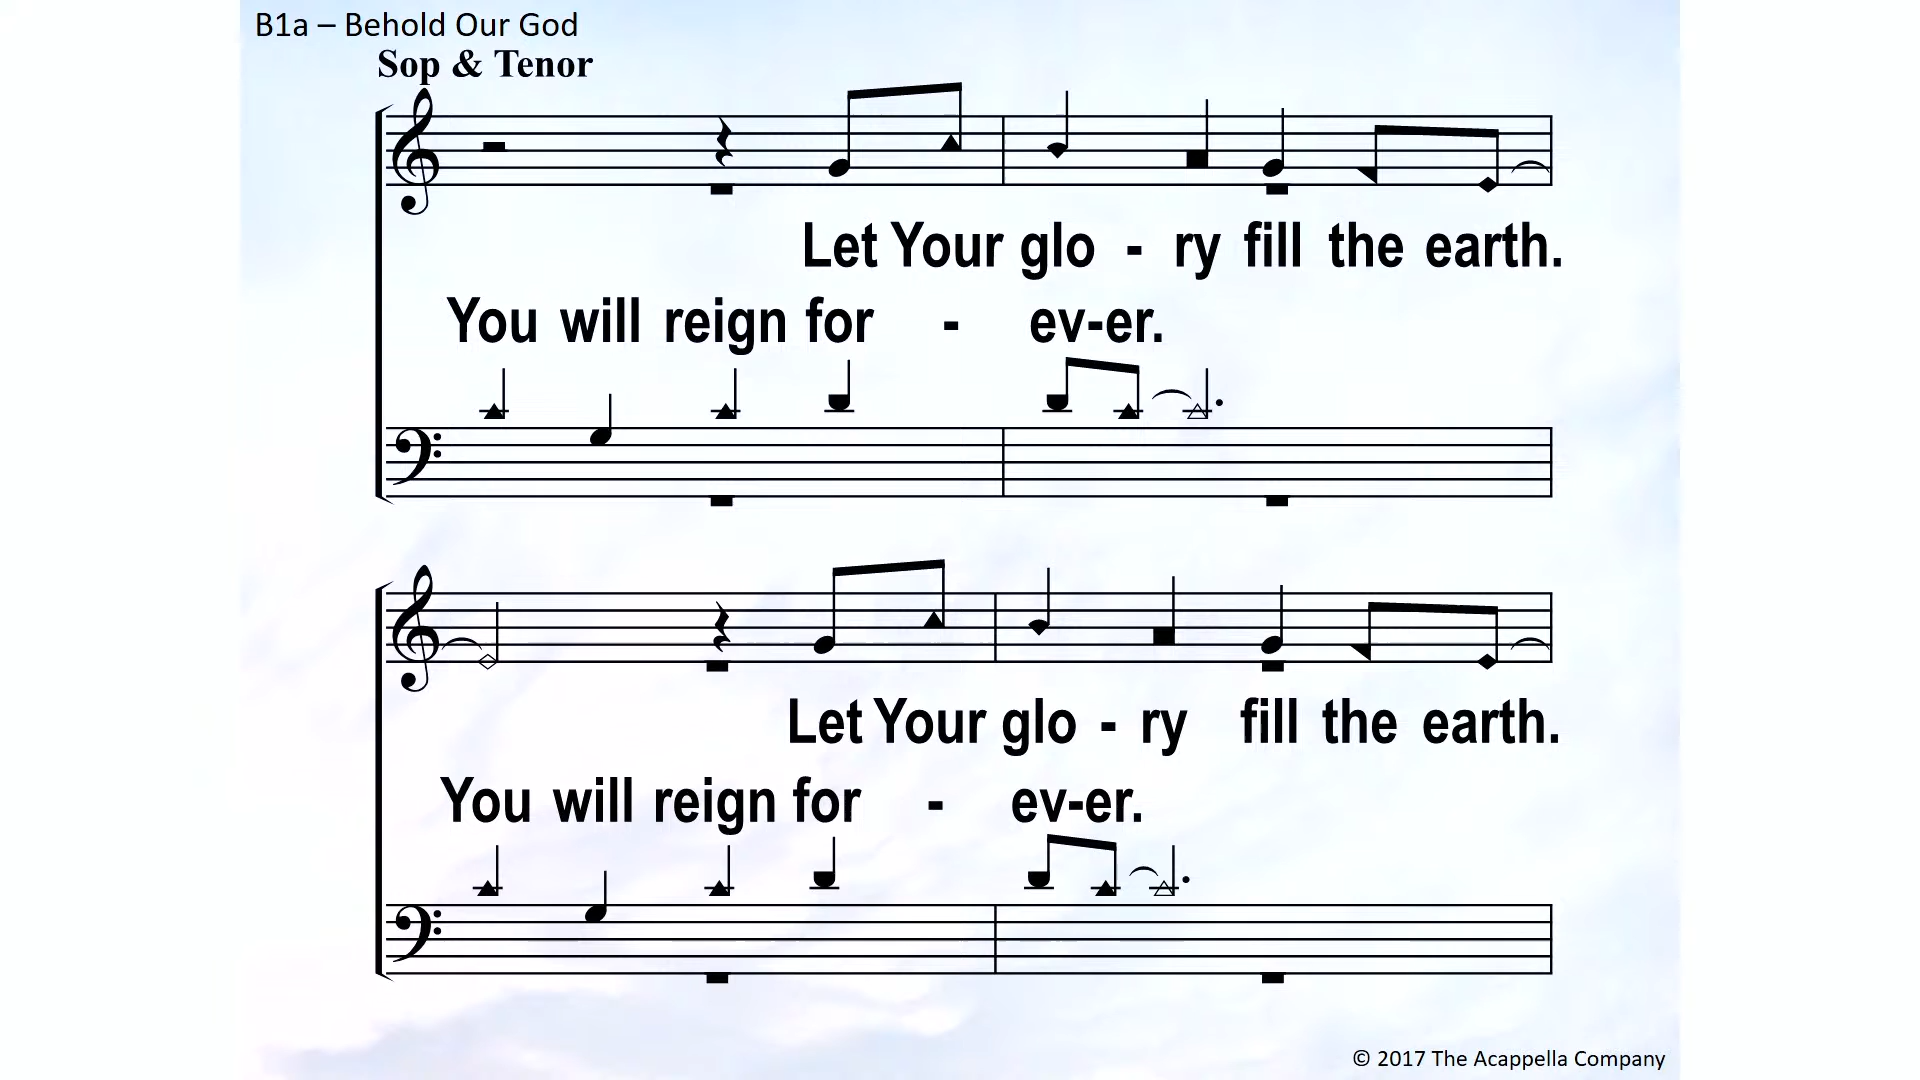 B1a – Behold Our God
Sop & Tenor
Let Your glo - ry fill the earth.
You will reign for - ev-er.
Let Your glo - ry fill the earth.
You will reign for - ev-er.
© 2017 The Acappella Company